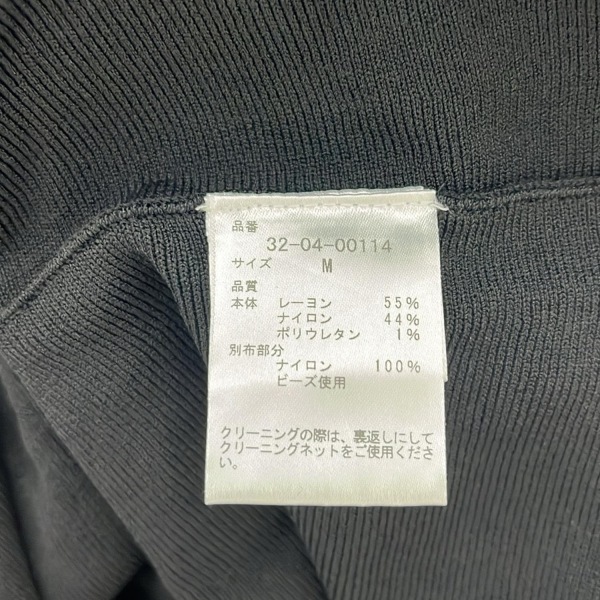 品番
32-04-00114
サイズ M
品質
本体 レーヨン 55%
ナイロン 44%
ポリウレタン 1%
別布部分
ナイロン 100%
ビーズ使用
クリーニングの際は、裏返しにして
クリーニングネットをご使用くださ
い。